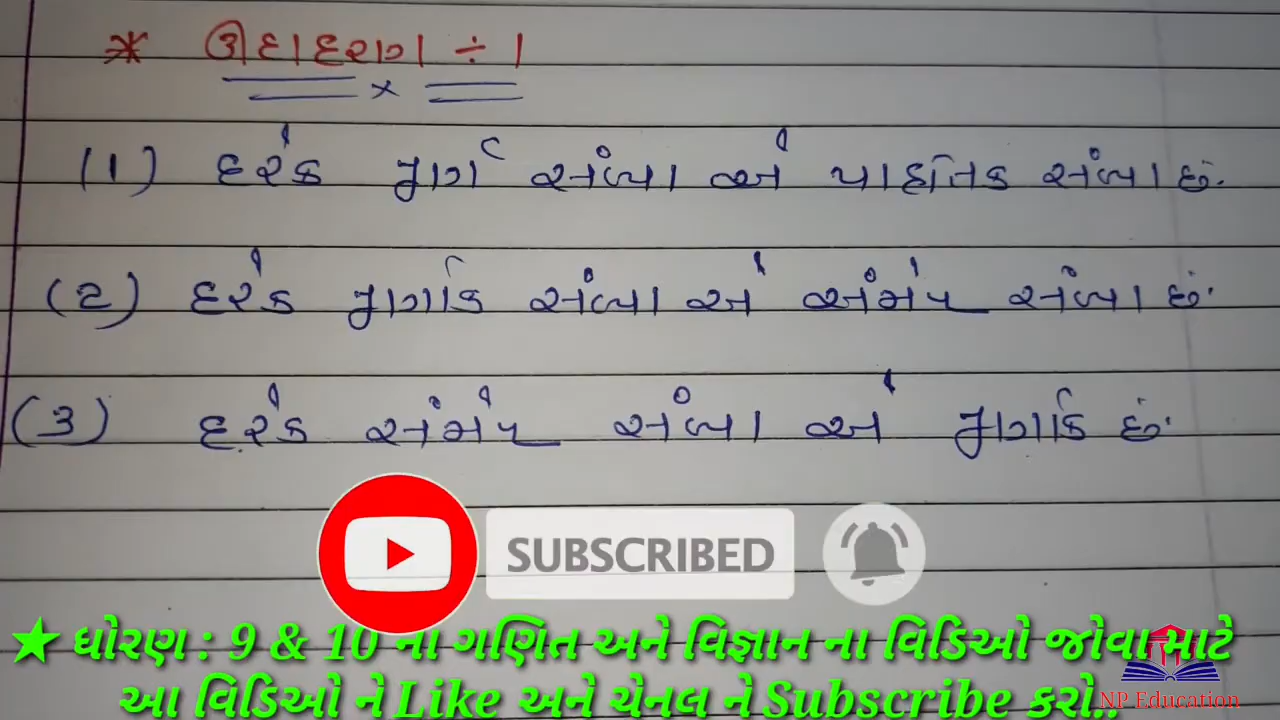 * ઉદાહરણ ÷ 1
(1) દરેક પૂર્ણ સંખ્યા એ પ્રાકૃતિક સંખ્યા છે.
(2) દરેક પૂર્ણાંક સંખ્યા એ સંમેય સંખ્યા છે.
(3) દરેક સંમેય સંખ્યા એ પૂર્ણાંક છે.
SUBSCRIBED
★ ધોરણ : 9 & 10 ના ગણિત અને વિજ્ઞાન ના વિડિઓ જોવા માટે
આ વિડિઓ ને Like અને ચેનલ ને Subscribe કરો
NP Education